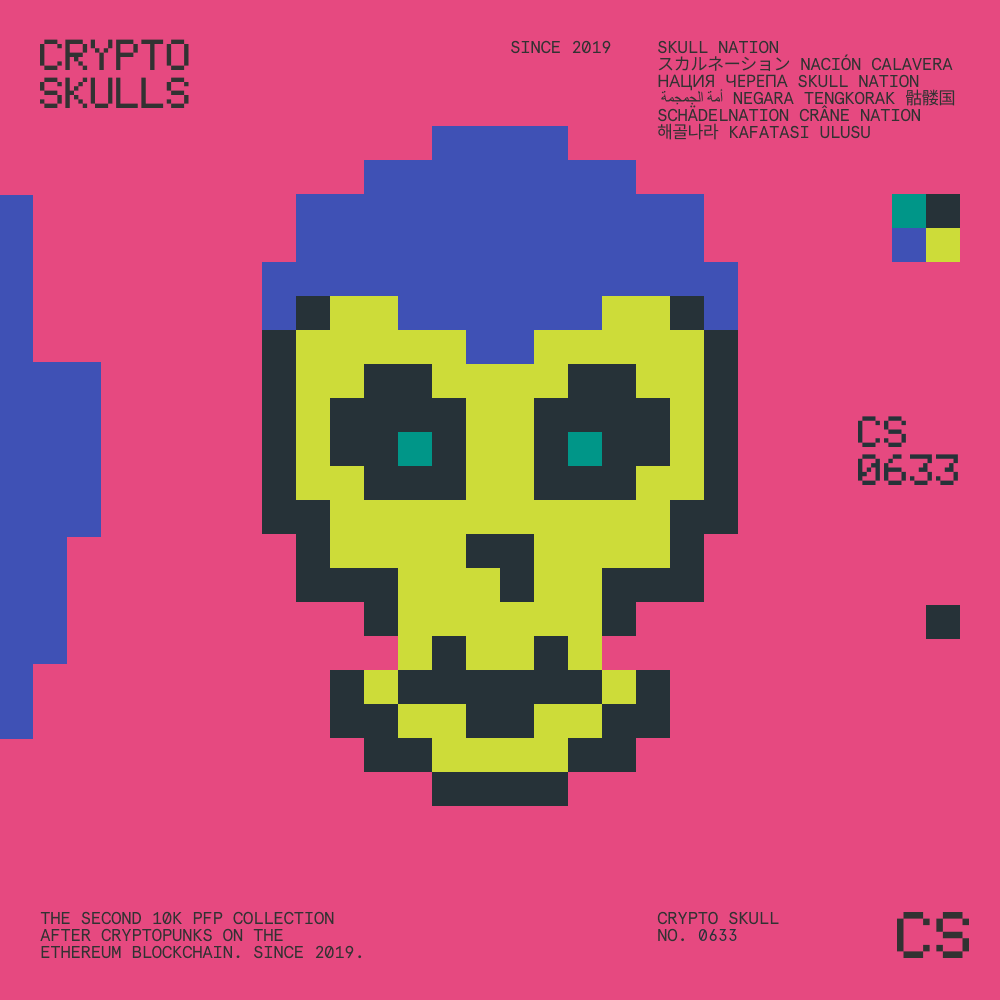 CRYPTO
SKULLS
SINCE 2019
SKULL NATION
スカルネーション NACIÓN CALAVERA
НАЦИЯ ЧЕРЕПА SKULL NATION
أمة الجمجمة NEGARA TENGKORAK 骷髅国
SCHÄDELNATION CRÂNE NATION
해골나라 KAFATASI ULUSU
CS
0633
THE SECOND 10K PFP COLLECTION
AFTER CRYPTOPUNKS ON THE
ETHEREUM BLOCKCHAIN. SINCE 2019.
CRYPTO SKULL
NO. 0633
CS